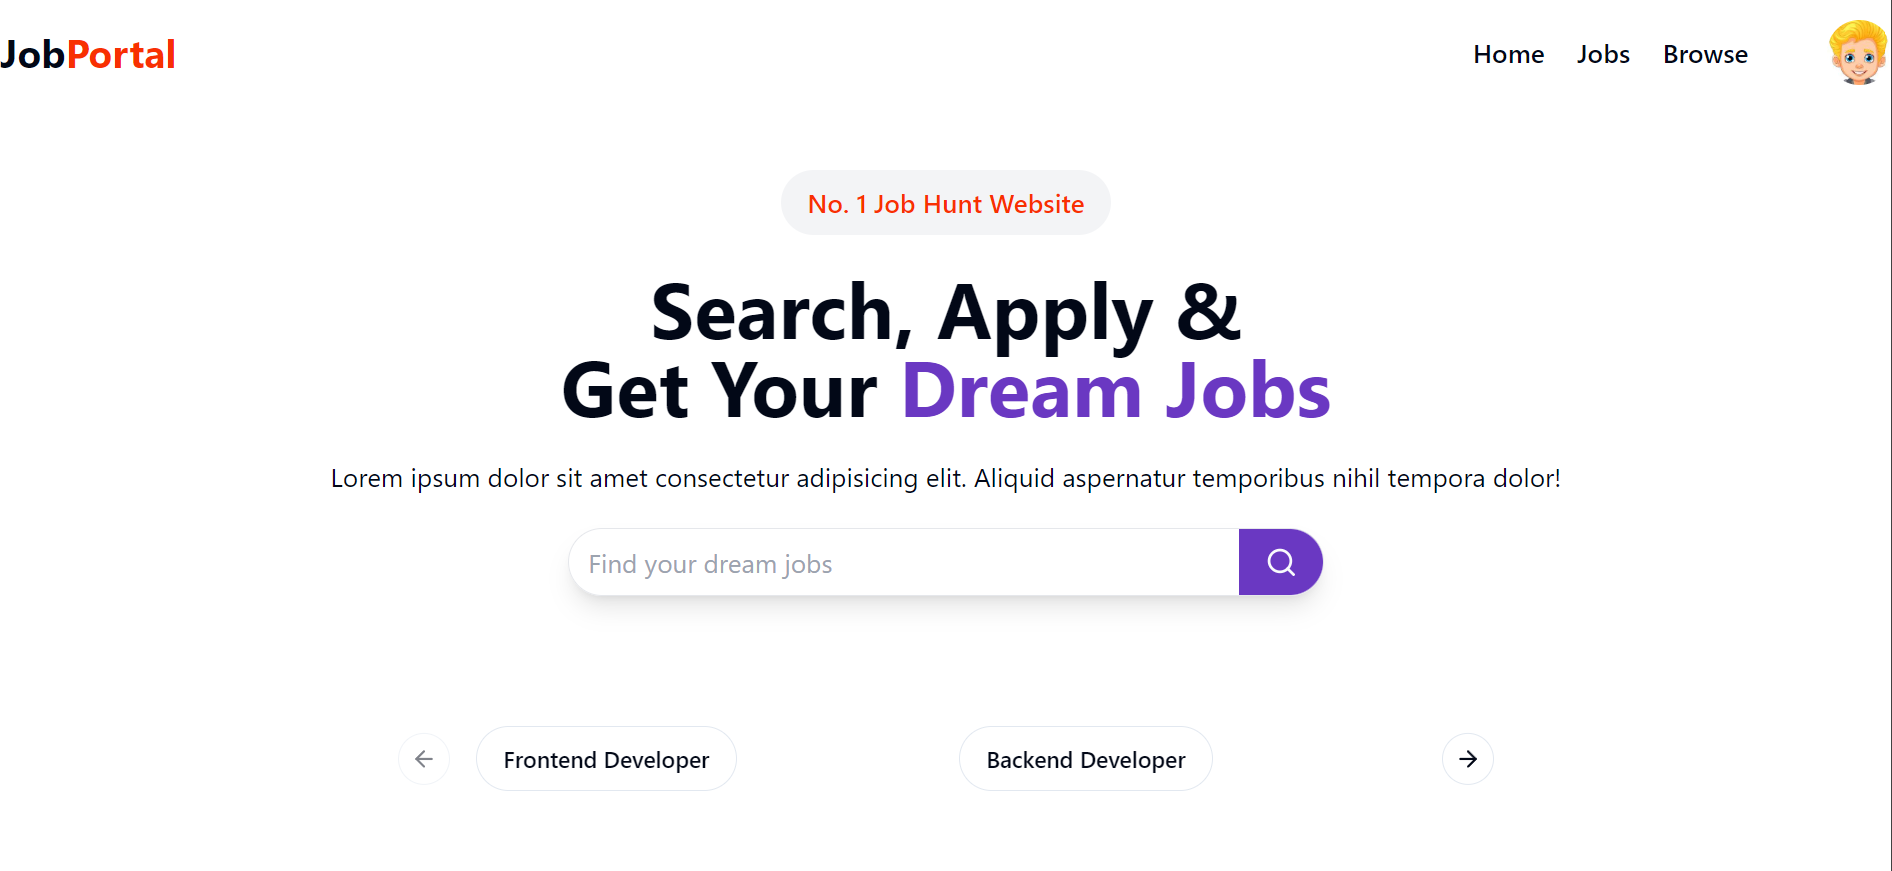 JobPortal
Home Jobs Browse
No. 1 Job Hunt Website
Search, Apply &
Get Your Dream Jobs
Lorem ipsum dolor sit amet consectetur adipisicing elit. Aliquid aspernatur temporibus nihil tempora dolor!
Find your dream jobs
Frontend Developer Backend Developer